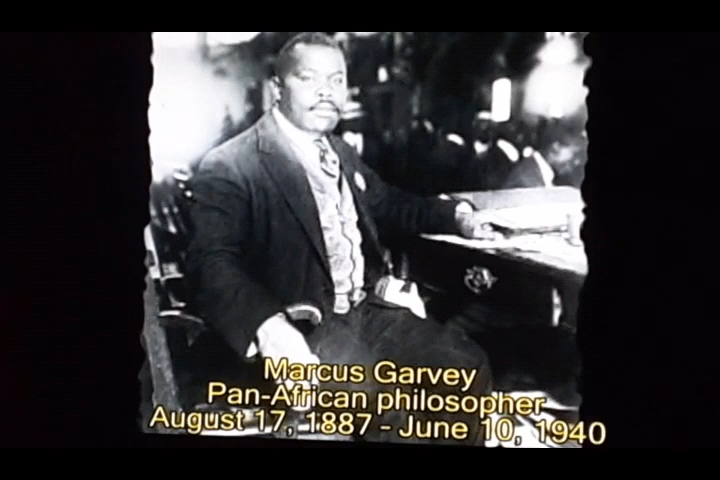 Marcus Garvey
Pan-African philosopher
August 17, 1887 - June 10, 1940